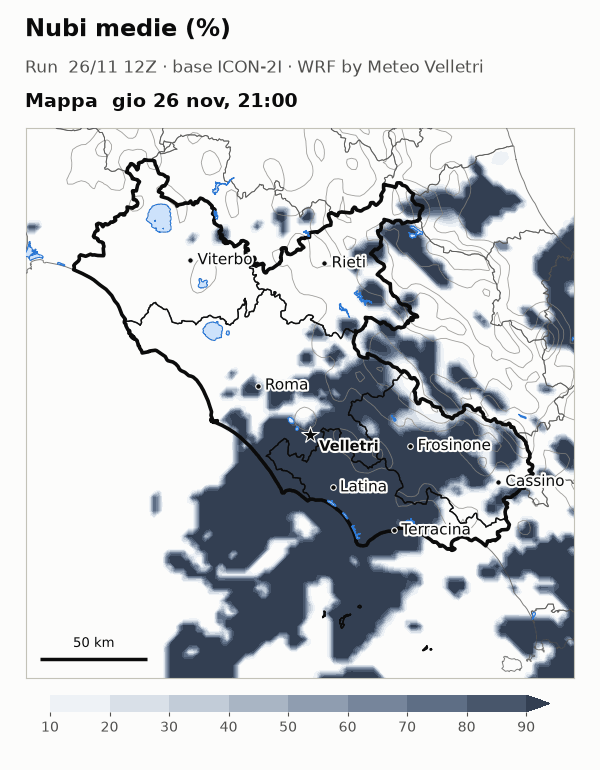 Nubi medie (%)
Run 26/11 12Z · base ICON-2I · WRF by Meteo Velletri
Mappa gio 26 nov, 21:00
Viterbo
Rieti
Roma
Velletri
Frosinone
Latina
Cassino
Terracina
50 km
10 20 30 40 50 60 70 80 90